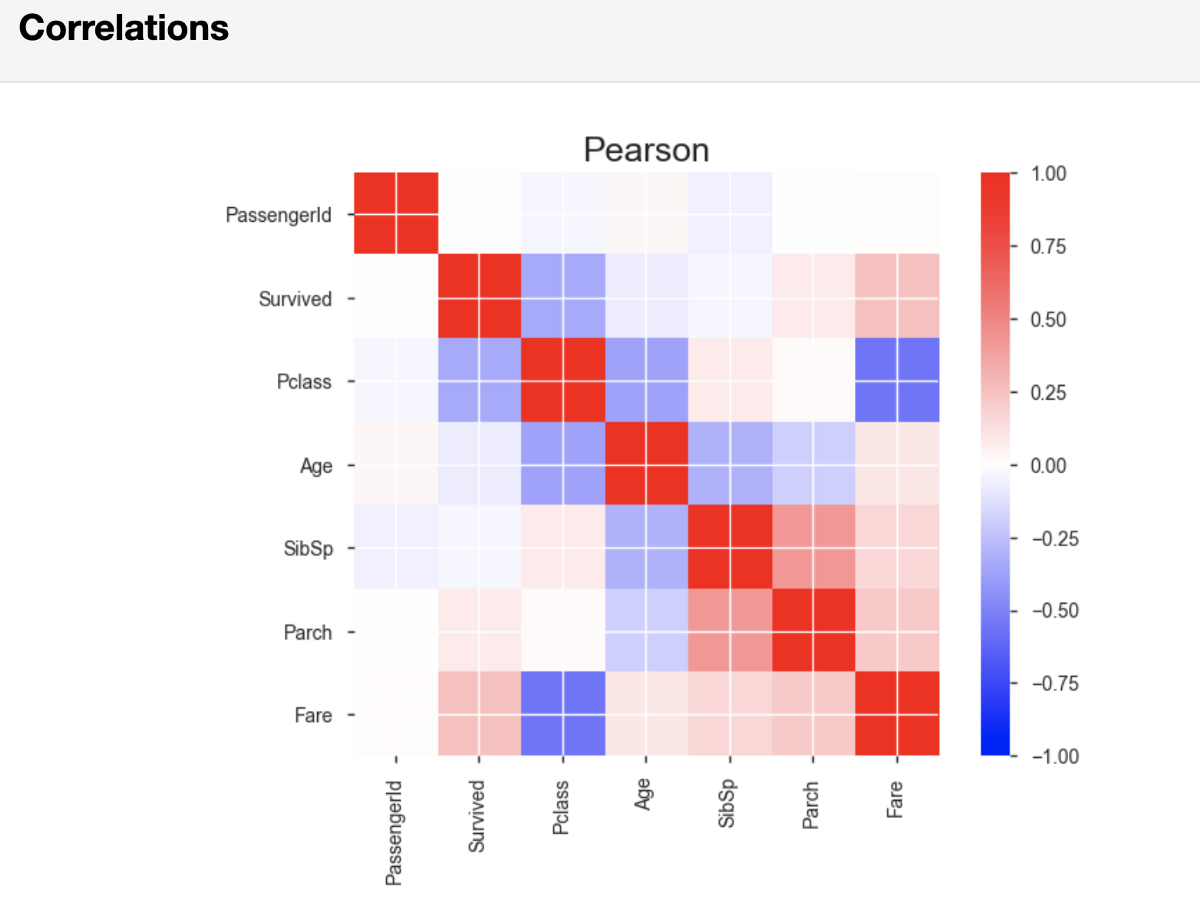 Correlations
Pearson
PassengerId
Survived
Pclass
Age
SibSp
Parch
Fare
1.00
0.75
0.50
0.25
0.00
−0.25
−0.50
−0.75
−1.00
PassengerId
Survived
Pclass
Age
SibSp
Parch
Fare